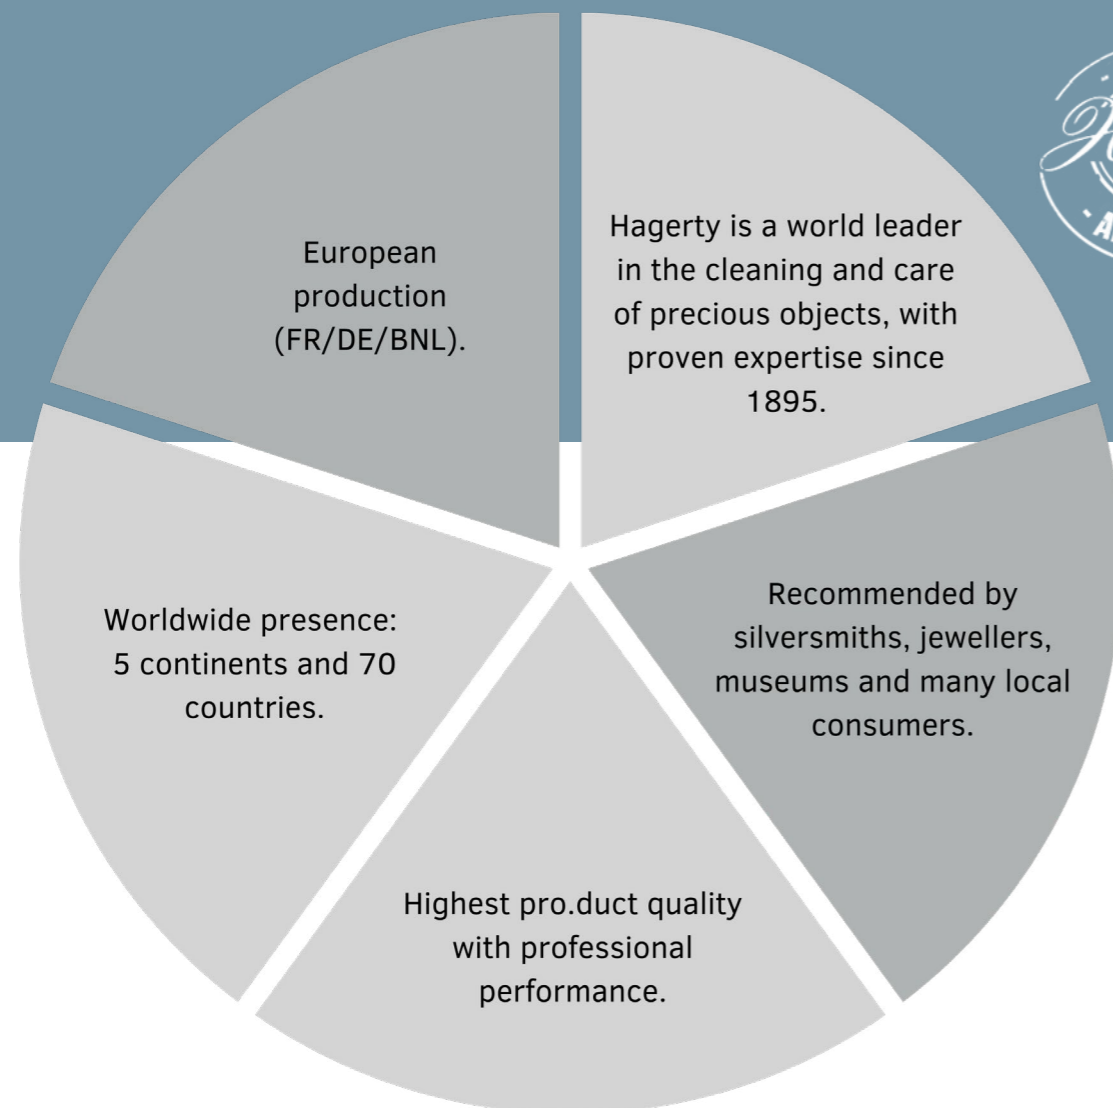 Hagerty is a world leader
in the cleaning and care
of precious objects, with
proven expertise since
1895.
Recommended by
silversmiths, jewellers,
museums and many local
consumers.
Highest pro.duct quality
with professional
performance.
Worldwide presence:
5 continents and 70
countries.
European
production
(FR/DE/BNL).